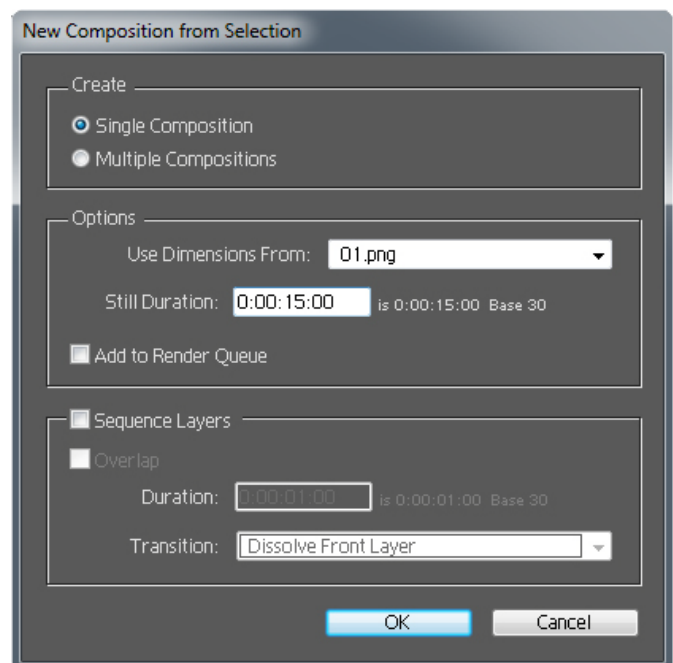 New Composition from Selection
Create
Single Composition
Multiple Compositions
Options
Use Dimensions From: 01.png
Still Duration: 0:00:15:00 is 0:00:15:00 Base 30
Add to Render Queue
Sequence Layers
Overlap
Duration: 0:00:01:00 is 0:00:01:00 Base 30
Transition: Dissolve Front Layer
OK Cancel